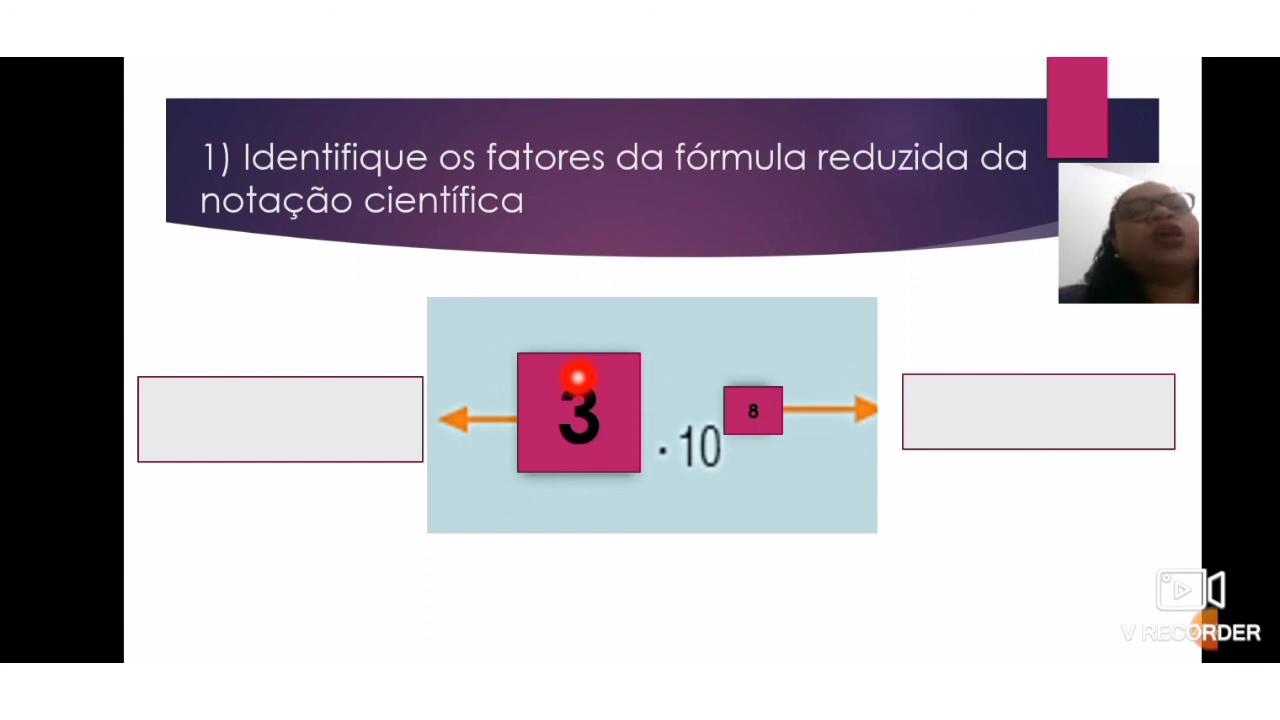 1) Identifique os fatores da fórmula reduzida da
notação científica
3 . 10 8
V RECORDER